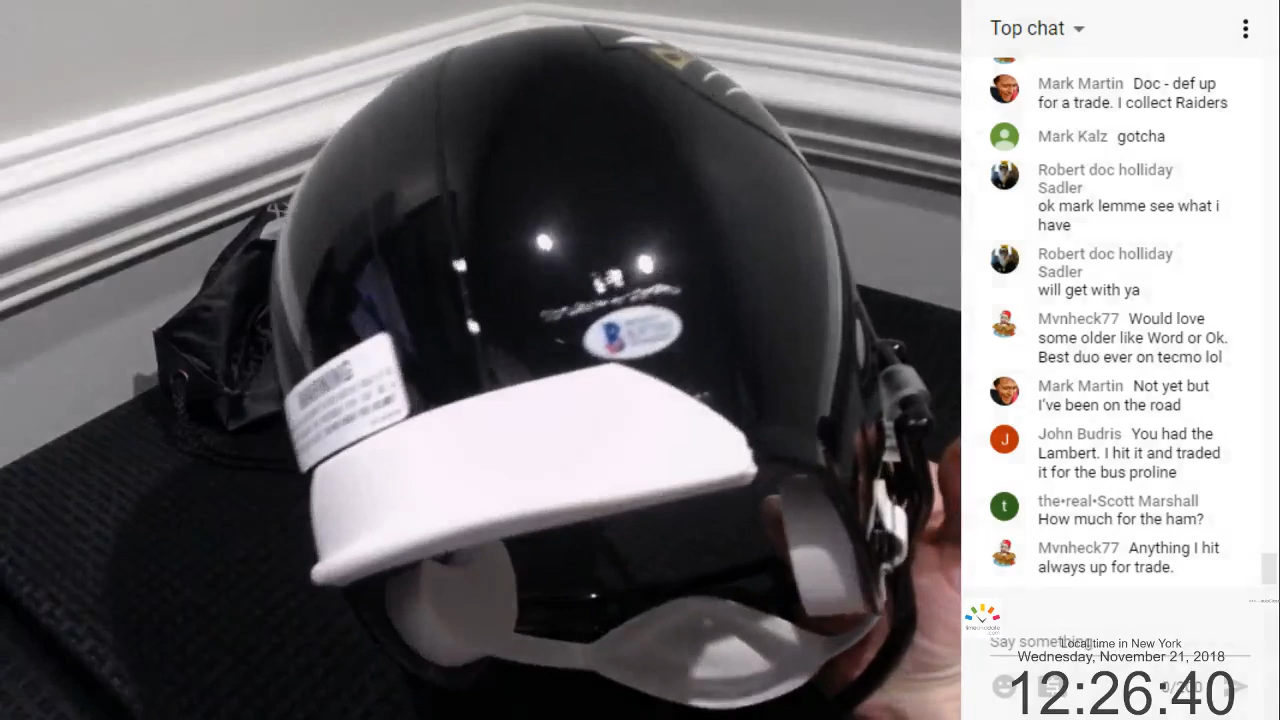 Top chat
Mark Martin Doc - def up
for a trade. I collect Raiders
Mark Kalz gotcha
Robert doc holliday
Sadler
ok mark lemme see what i
have
Robert doc holliday
Sadler
will get with ya
Mvnheck77 Would love
some older like Word or Ok.
Best duo ever on tecmo lol
Mark Martin Not yet but
I've been on the road
John Budris You had the
Lambert. I hit it and traded
it for the bus proline
the•real•Scott Marshall
How much for the ham?
Mvnheck77 Anything I hit
always up for trade.
Say something...
Local time in New York
Wednesday, November 21, 2018
0/200
12:26:40
WARNING
B
J
t